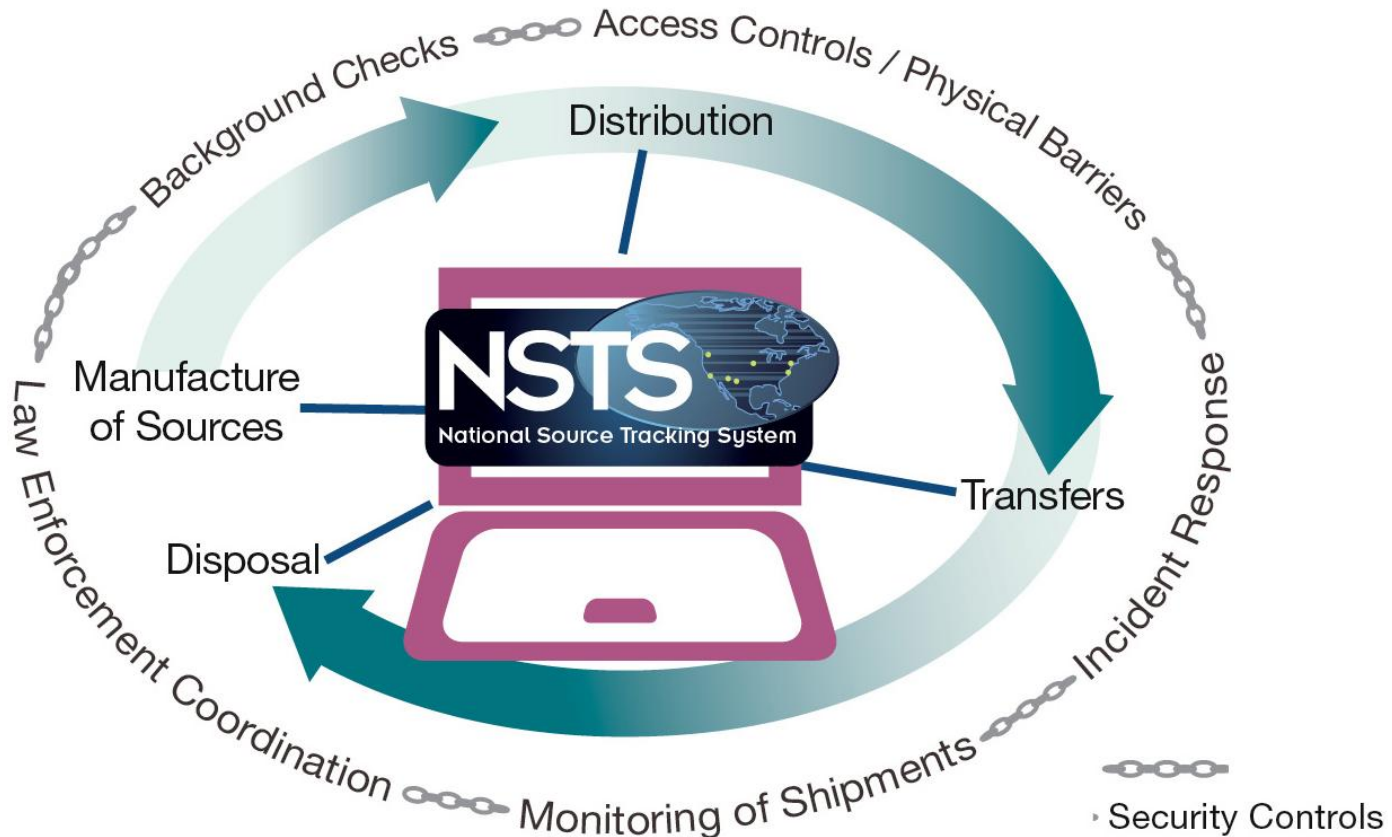 Background Checks
Access Controls / Physical Barriers
Distribution
Manufacture
of Sources
NSTS
National Source Tracking System
Transfers
Disposal
Incident Response
Monitoring of Shipments
Law Enforcement Coordination
Security Controls